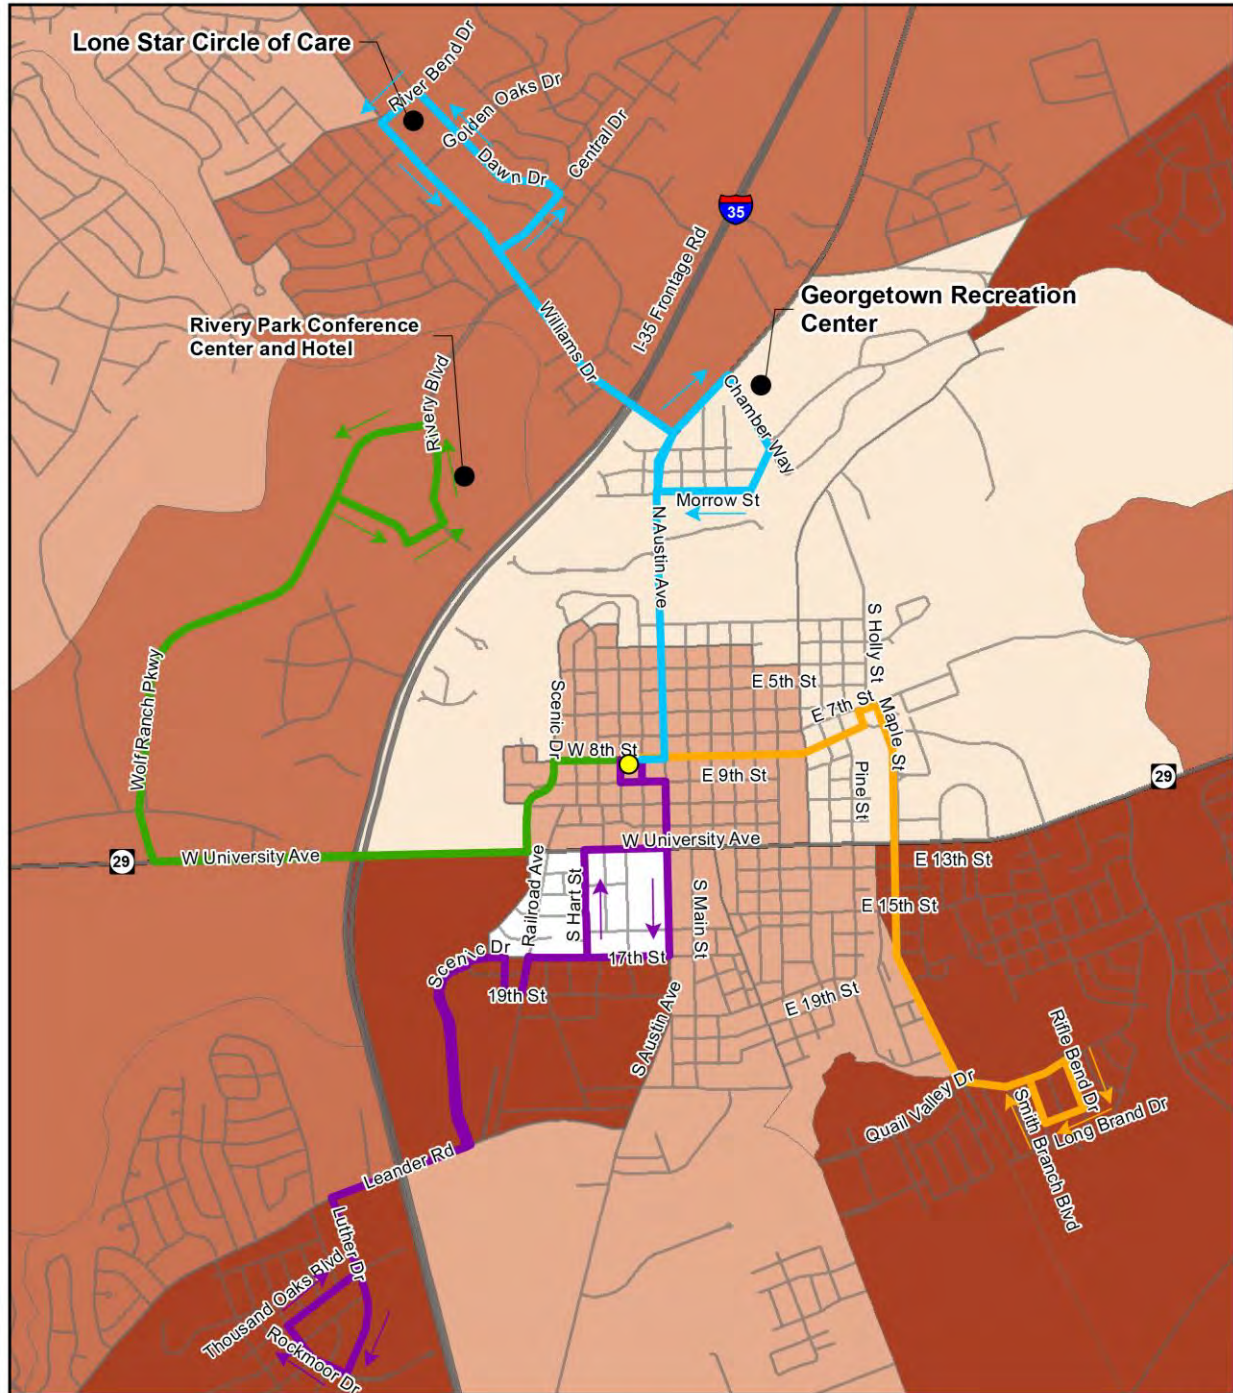 Lone Star Circle of Care
River Bend Dr
Golden Oaks Dr
Dawn Dr
Central Dr
35
I-35 Frontage Rd
Georgetown Recreation
Center
Rivery Park Conference
Center and Hotel
Williams Dr
Rivery Blvd
Chamber Way
Morrow St
N Austin Ave
S Holly St
Wolf Ranch Pkwy
Scenic Dr
E 5th St
E 7th St
Maple St
W 8th St
E 9th St
Pine St
29
W University Ave
29
W University Ave
E 13th St
Railroad Ave
S Hart St
S Main St
E 15th St
Scenic Dr
17th St
19th St
E 19th St
S Austin Ave
Rifle Bend Dr
Quail Valley Dr
Smith Branch Blvd
Long Brand Dr
Leander Rd
Luther Dr
Thousand Oaks Blvd
Rockmoor Dr